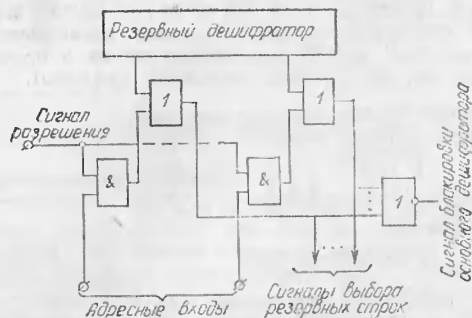 Резервный дешифратор
1
1
Сигнал
разрешения
&
&
1
Сигнал блокировки
основного дешифратора
Адресные входы
Сигналы выбора
резервных строк